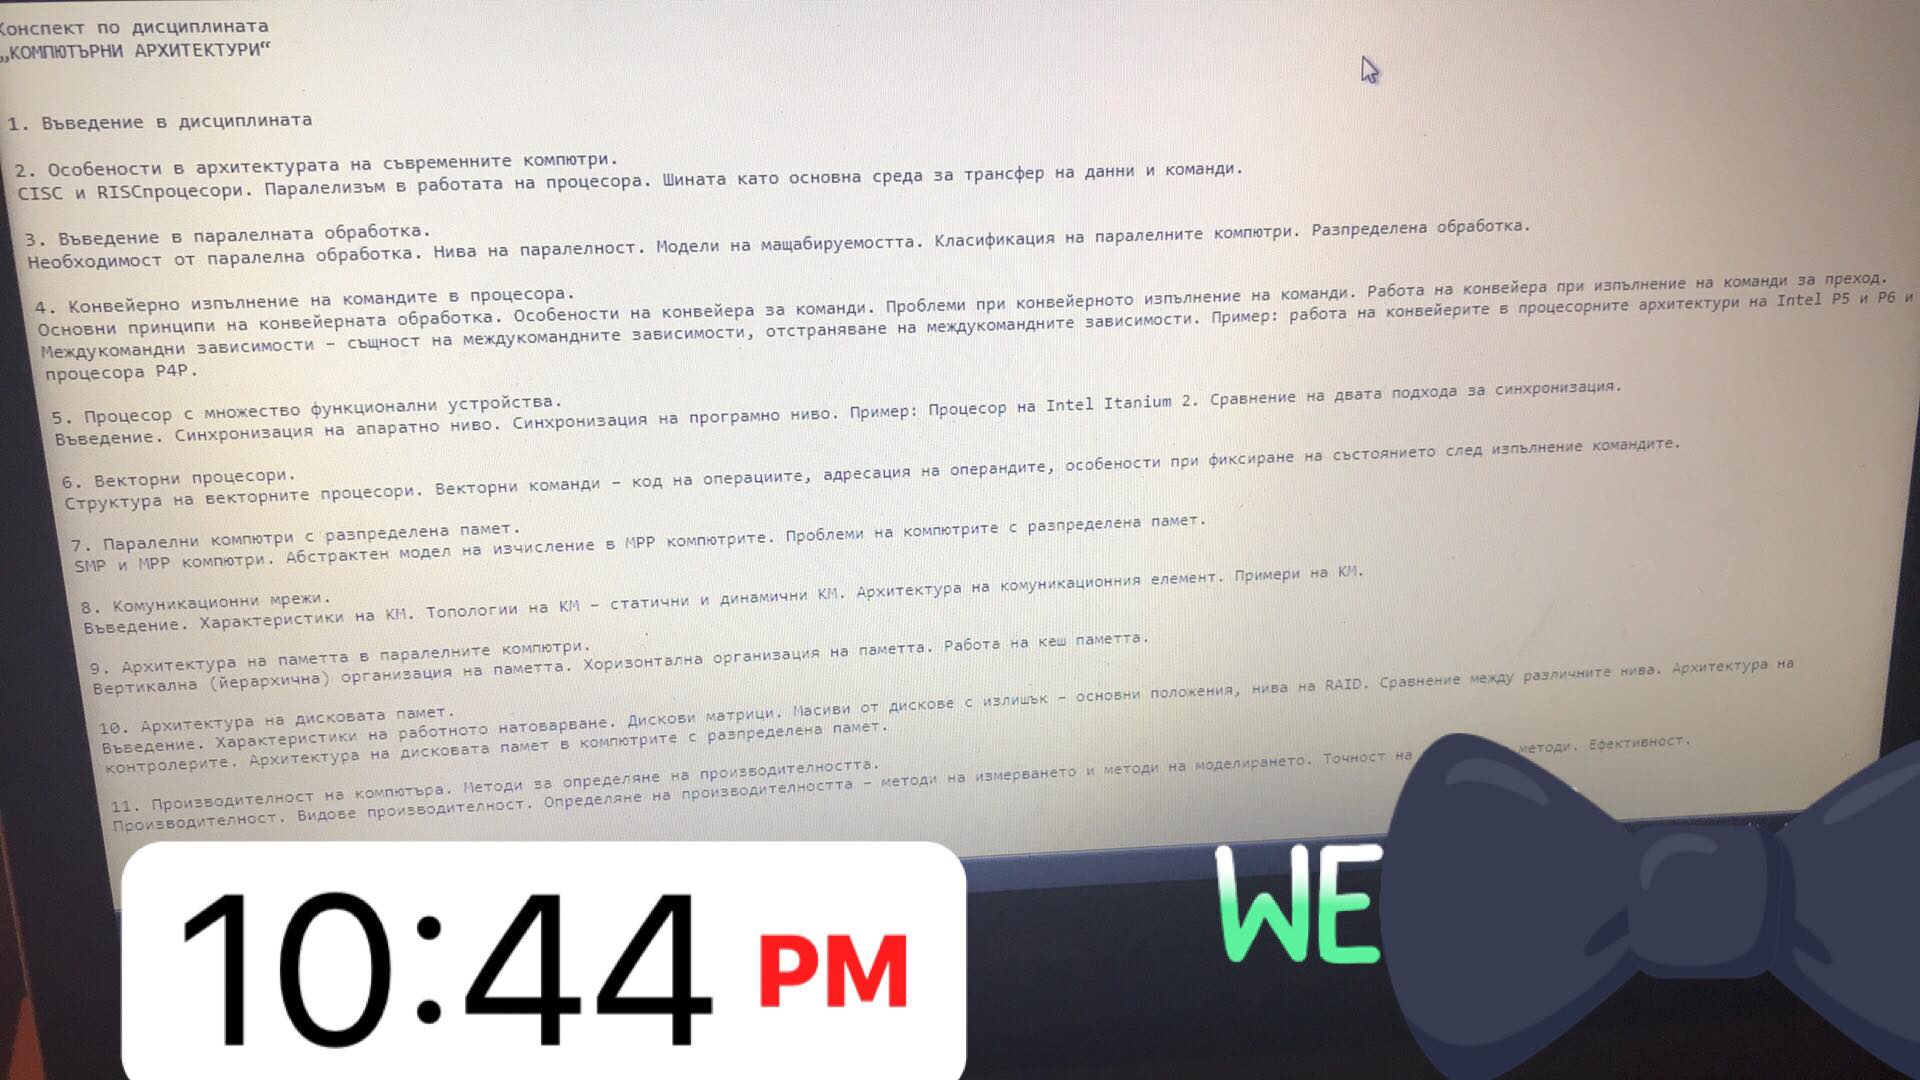 Конспект по дисциплината
„КОМПЮТЪРНИ АРХИТЕКТУРИ“
1. Въведение в дисциплината
2. Особености в архитектурата на съвременните компютри.
CISC и RISCпроцесори. Паралелизъм в работата на процесора. Шината като основна среда за трансфер на данни и команди.
3. Въведение в паралелната обработка.
Необходимост от паралелна обработка. Нива на паралелност. Модели на мащабируемостта. Класификация на паралелните компютри. Разпределена обработка.
4. Конвейерно изпълнение на командите в процесора.
Основни принципи на конвейерната обработка. Особености на конвейера за команди. Проблеми при конвейерното изпълнение на команди. Работа на конвейера при изпълнение на команди за преход.
Междукомандни зависимости – същност на междукомандните зависимости, отстраняване на междукомандните зависимости. Пример: работа на конвейерите в процесорните архитектури на Intel P5 и P6 и
процесора P4P.
5. Процесор с множество функционални устройства.
Въведение. Синхронизация на апаратно ниво. Синхронизация на програмно ниво. Пример: Процесор на Intel Itanium 2. Сравнение на двата подхода за синхронизация.
6. Векторни процесори.
Структура на векторните процесори. Векторни команди – код на операциите, адресация на операндите, особености при фиксиране на състоянието след изпълнение командите.
7. Паралелни компютри с разпределена памет.
SMP и MPP компютри. Абстрактен модел на изчисление в MPP компютрите. Проблеми на компютрите с разпределена памет.
8. Комуникационни мрежи.
Въведение. Характеристики на КМ. Топологии на КМ – статични и динамични КМ. Архитектура на комуникационния елемент. Примери на КМ.
9. Архитектура на паметта в паралелните компютри.
Вертикална (йерархична) организация на паметта. Хоризонтална организация на паметта. Работа на кеш паметта.
10. Архитектура на дисковата памет.
Въведение. Характеристики на работното натоварване. Дискови матрици. Масиви от дискове с излишък – основни положения, нива на RAID. Сравнение между различните нива. Архитектура на
контролерите. Архитектура на дисковата памет в компютрите с разпределена памет.
11. Производителност на компютъра. Методи за определяне на производителността.
Производителност. Видове производителност. Определяне на производителността – методи на измерването и методи на моделирането. Точност на методи. Ефективност.
10:44 PM
WE